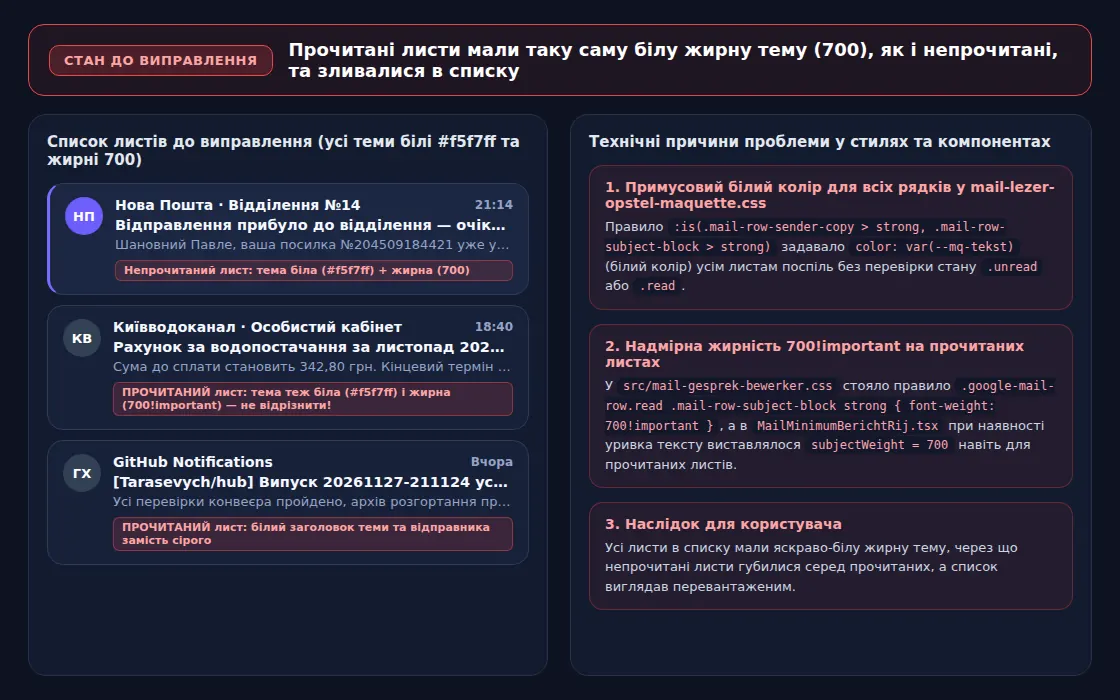 СТАН ДО ВИПРАВЛЕННЯ
Прочитані листи мали таку саму білу жирну тему (700), як і непрочитані,
та зливалися в списку
Список листів до виправлення (усі теми білі #f5f7ff та
жирні 700)
НП
Нова Пошта · Відділення №14
21:14
Відправлення прибуло до відділення — очік…
Шановний Павле, ваша посилка №204509184421 уже у…
Непрочитаний лист: тема біла (#f5f7ff) + жирна (700)
КВ
Київводоканал · Особистий кабінет
18:40
Рахунок за водопостачання за листопад 202…
Сума до сплати становить 342,80 грн. Кінцевий термін …
ПРОЧИТАНИЙ лист: тема теж біла (#f5f7ff) і жирна
(700!important) — не відрізнити!
ГХ
GitHub Notifications
Вчора
[Tarasevych/hub] Випуск 20261127-211124 ус…
Усі перевірки конвеєра пройдено, архів розгортання пр…
ПРОЧИТАНИЙ лист: білий заголовок теми та відправника
замість сірого
Технічні причини проблеми у стилях та компонентах
1. Примусовий білий колір для всіх рядків у mail-lezer-
opstel-maquette.css
Правило :is(.mail-row-sender-copy > strong, .mail-row-
subject-block > strong) задавало color: var(--mq-tekst)
(білий колір) усім листам поспіль без перевірки стану .unread
або .read .
2. Надмірна жирність 700!important на прочитаних
листах
У src/mail-gesprek-bewerker.css стояло правило .google-mail-
row.read .mail-row-subject-block strong { font-weight:
700!important } , а в MailMinimumBerichtRij.tsx при наявності
уривка тексту виставлялося subjectWeight = 700 навіть для
прочитаних листів.
3. Наслідок для користувача
Усі листи в списку мали яскраво-білу жирну тему, через що
непрочитані листи губилися серед прочитаних, а список
виглядав перевантаженим.